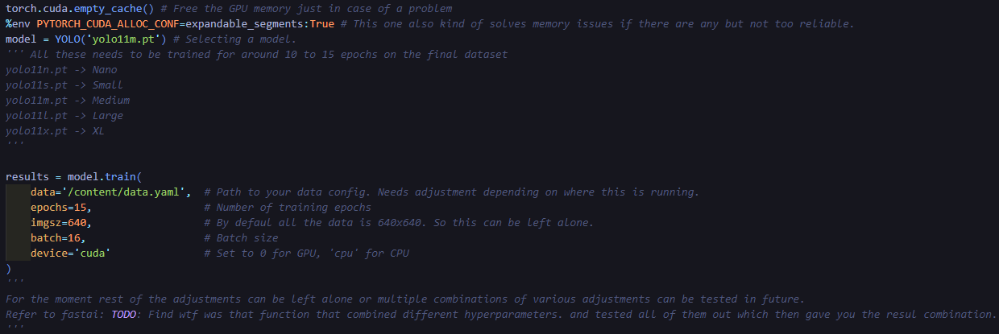 torch.cuda.empty_cache() # Free the GPU memory just in case of a problem
%env PYTORCH_CUDA_ALLOC_CONF=expandable_segments:True # This one also kind of solves memory issues if there are any but not too reliable.
model = YOLO('yolo11m.pt') # Selecting a model.
''' All these needs to be trained for around 10 to 15 epochs on the final dataset
yolo11n.pt -> Nano
yolo11s.pt -> Small
yolo11m.pt -> Medium
yolo11l.pt -> Large
yolo11x.pt -> XL
'''
results = model.train(
    data='/content/data.yaml',  # Path to your data config. Needs adjustment depending on where this is running.
    epochs=15,                  # Number of training epochs
    imgsz=640,                  # By defaul all the data is 640x640. So this can be left alone.
    batch=16,                   # Batch size
    device='cuda'               # Set to 0 for GPU, 'cpu' for CPU
)
'''
For the moment rest of the adjustments can be left alone or multiple combinations of various adjustments can be tested in future.
Refer to fastai: TODO: Find wtf was that function that combined different hyperparameters. and tested all of them out which then gave you the resul combination.
'''